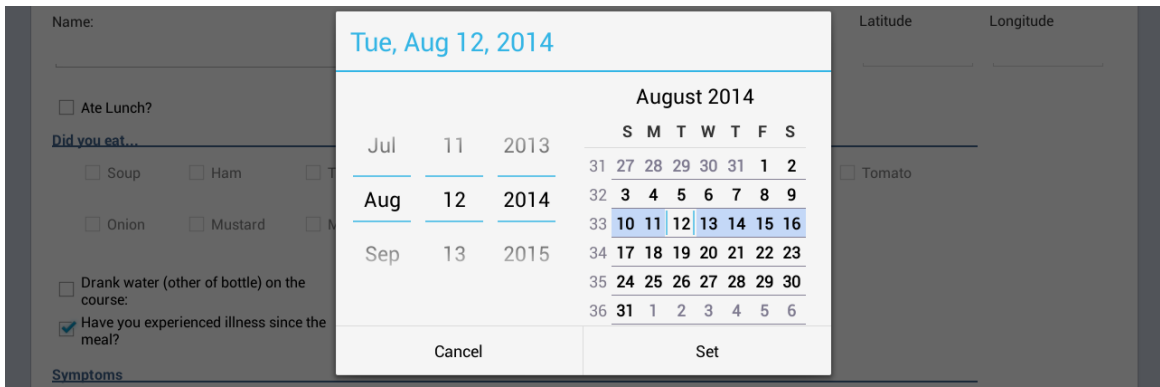 Name:
Latitude
Longitude
Tue, Aug 12, 2014
Ate Lunch?
Did you eat...
Soup
Ham
T
Tomato
Onion
Mustard
M
Drank water (other of bottle) on the
course:
Have you experienced illness since the
meal?
Symptoms
Jul 11 2013
Aug 12 2014
Sep 13 2015
August 2014
S M T W T F S
31 27 28 29 30 31 1 2
32 3 4 5 6 7 8 9
33 10 11 12 13 14 15 16
34 17 18 19 20 21 22 23
35 24 25 26 27 28 29 30
36 31 1 2 3 4 5 6
Cancel
Set